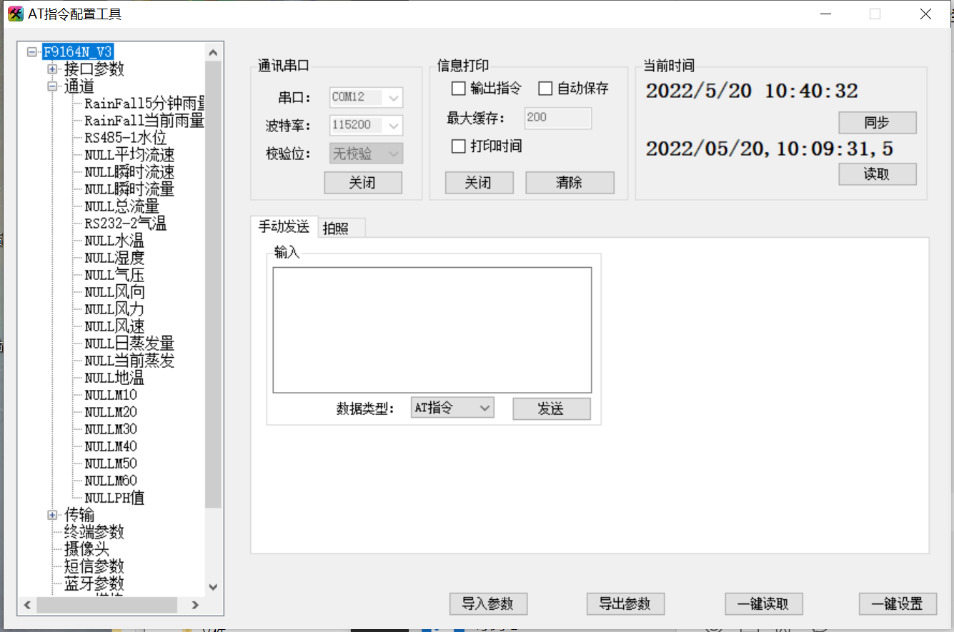 AT指令配置工具
F9164N_V3
接口参数
通道
RainFall5分钟雨量
RainFall当前雨量
RS485-1水位
NULL平均流速
NULL瞬时流速
NULL瞬时流量
NULL总流量
RS232-2气温
NULL水温
NULL湿度
NULL气压
NULL风向
NULL风力
NULL风速
NULL日蒸发量
NULL当前蒸发
NULL地温
NULLM10
NULLM20
NULLM30
NULLM40
NULLM50
NULLM60
NULLPH值
传输
终端参数
摄像头
短信参数
蓝牙参数
通讯串口
串口: COM12
波特率: 115200
校验位: 无校验
关闭
信息打印
输出指令 自动保存
最大缓存: 200
打印时间
关闭 清除
当前时间
2022/5/20 10:40:32
同步
2022/05/20,10:09:31,5
读取
手动发送 拍照
输入
数据类型: AT指令 发送
导入参数 导出参数 一键读取 一键设置